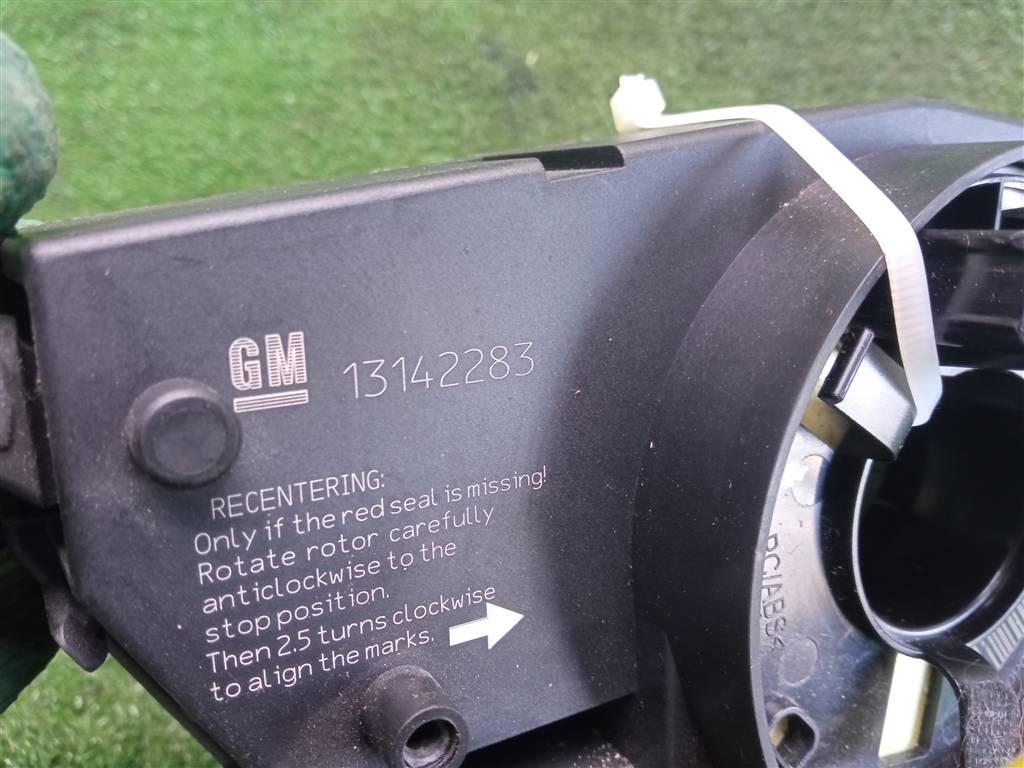 GM 13142283
RECENTERING:
Only if the red seal is missing!
Rotate rotor carefully
anticlockwise to the
stop position.
Then 2.5 turns clockwise
to align the marks.